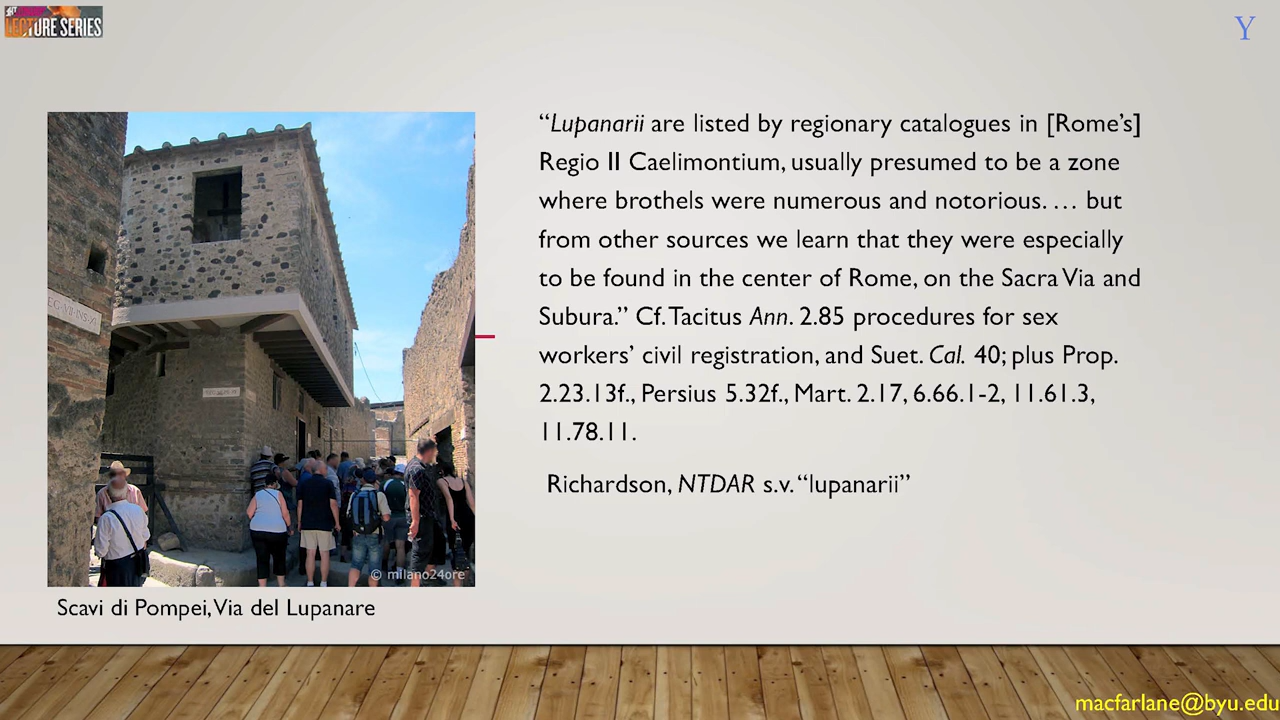 LECTURE SERIES
Y
“Lupanarii are listed by regionary catalogues in [Rome’s]
Regio II Caelimontium, usually presumed to be a zone
where brothels were numerous and notorious. … but
from other sources we learn that they were especially
to be found in the center of Rome, on the Sacra Via and
Subura.” Cf. Tacitus Ann. 2.85 procedures for sex
workers’ civil registration, and Suet. Cal. 40; plus Prop.
2.23.13f., Persius 5.32f., Mart. 2.17, 6.66.1-2, 11.61.3,
11.78.11.
Richardson, NTDAR s.v. “lupanarii”
© milano24ore
Scavi di Pompei, Via del Lupanare
macfarlane@byu.edu